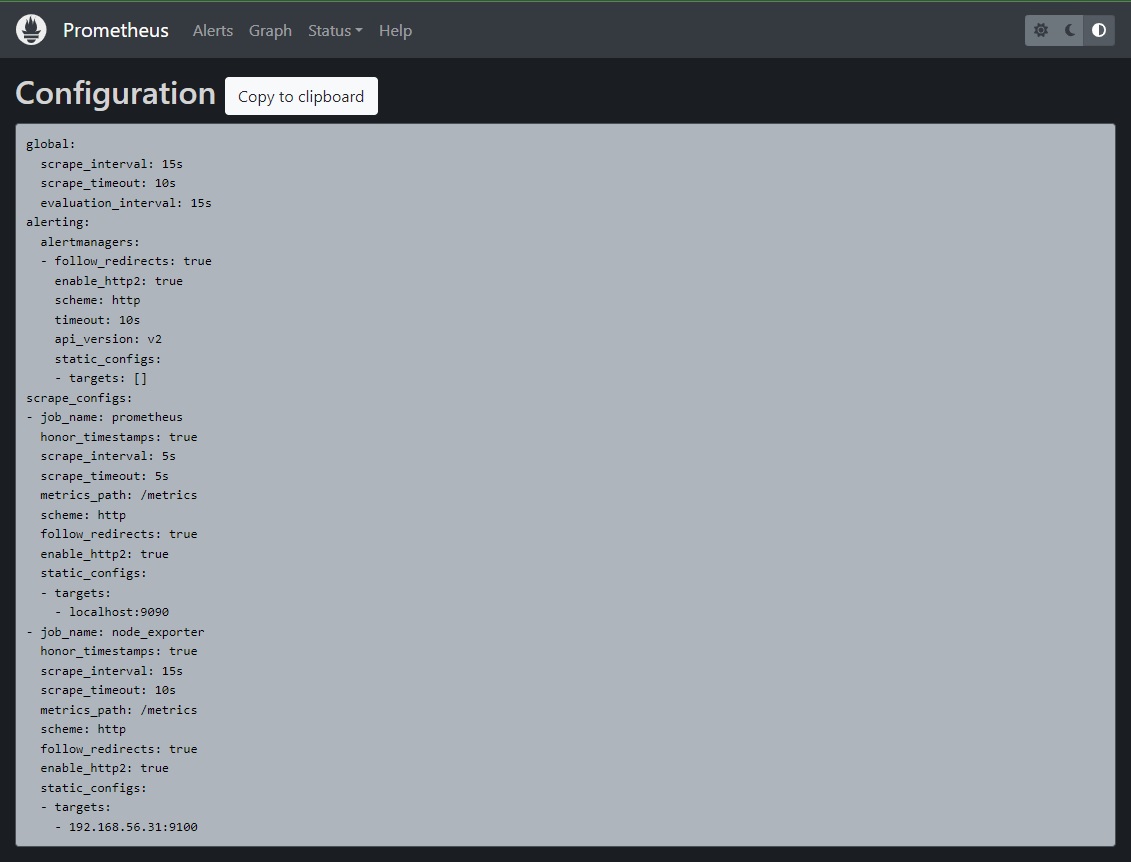 Prometheus Alerts Graph Status Help
Configuration Copy to clipboard
global:
  scrape_interval: 15s
  scrape_timeout: 10s
  evaluation_interval: 15s
alerting:
  alertmanagers:
  - follow_redirects: true
    enable_http2: true
    scheme: http
    timeout: 10s
    api_version: v2
    static_configs:
    - targets: []
scrape_configs:
- job_name: prometheus
  honor_timestamps: true
  scrape_interval: 5s
  scrape_timeout: 5s
  metrics_path: /metrics
  scheme: http
  follow_redirects: true
  enable_http2: true
  static_configs:
  - targets:
    - localhost:9090
- job_name: node_exporter
  honor_timestamps: true
  scrape_interval: 15s
  scrape_timeout: 10s
  metrics_path: /metrics
  scheme: http
  follow_redirects: true
  enable_http2: true
  static_configs:
  - targets:
    - 192.168.56.31:9100